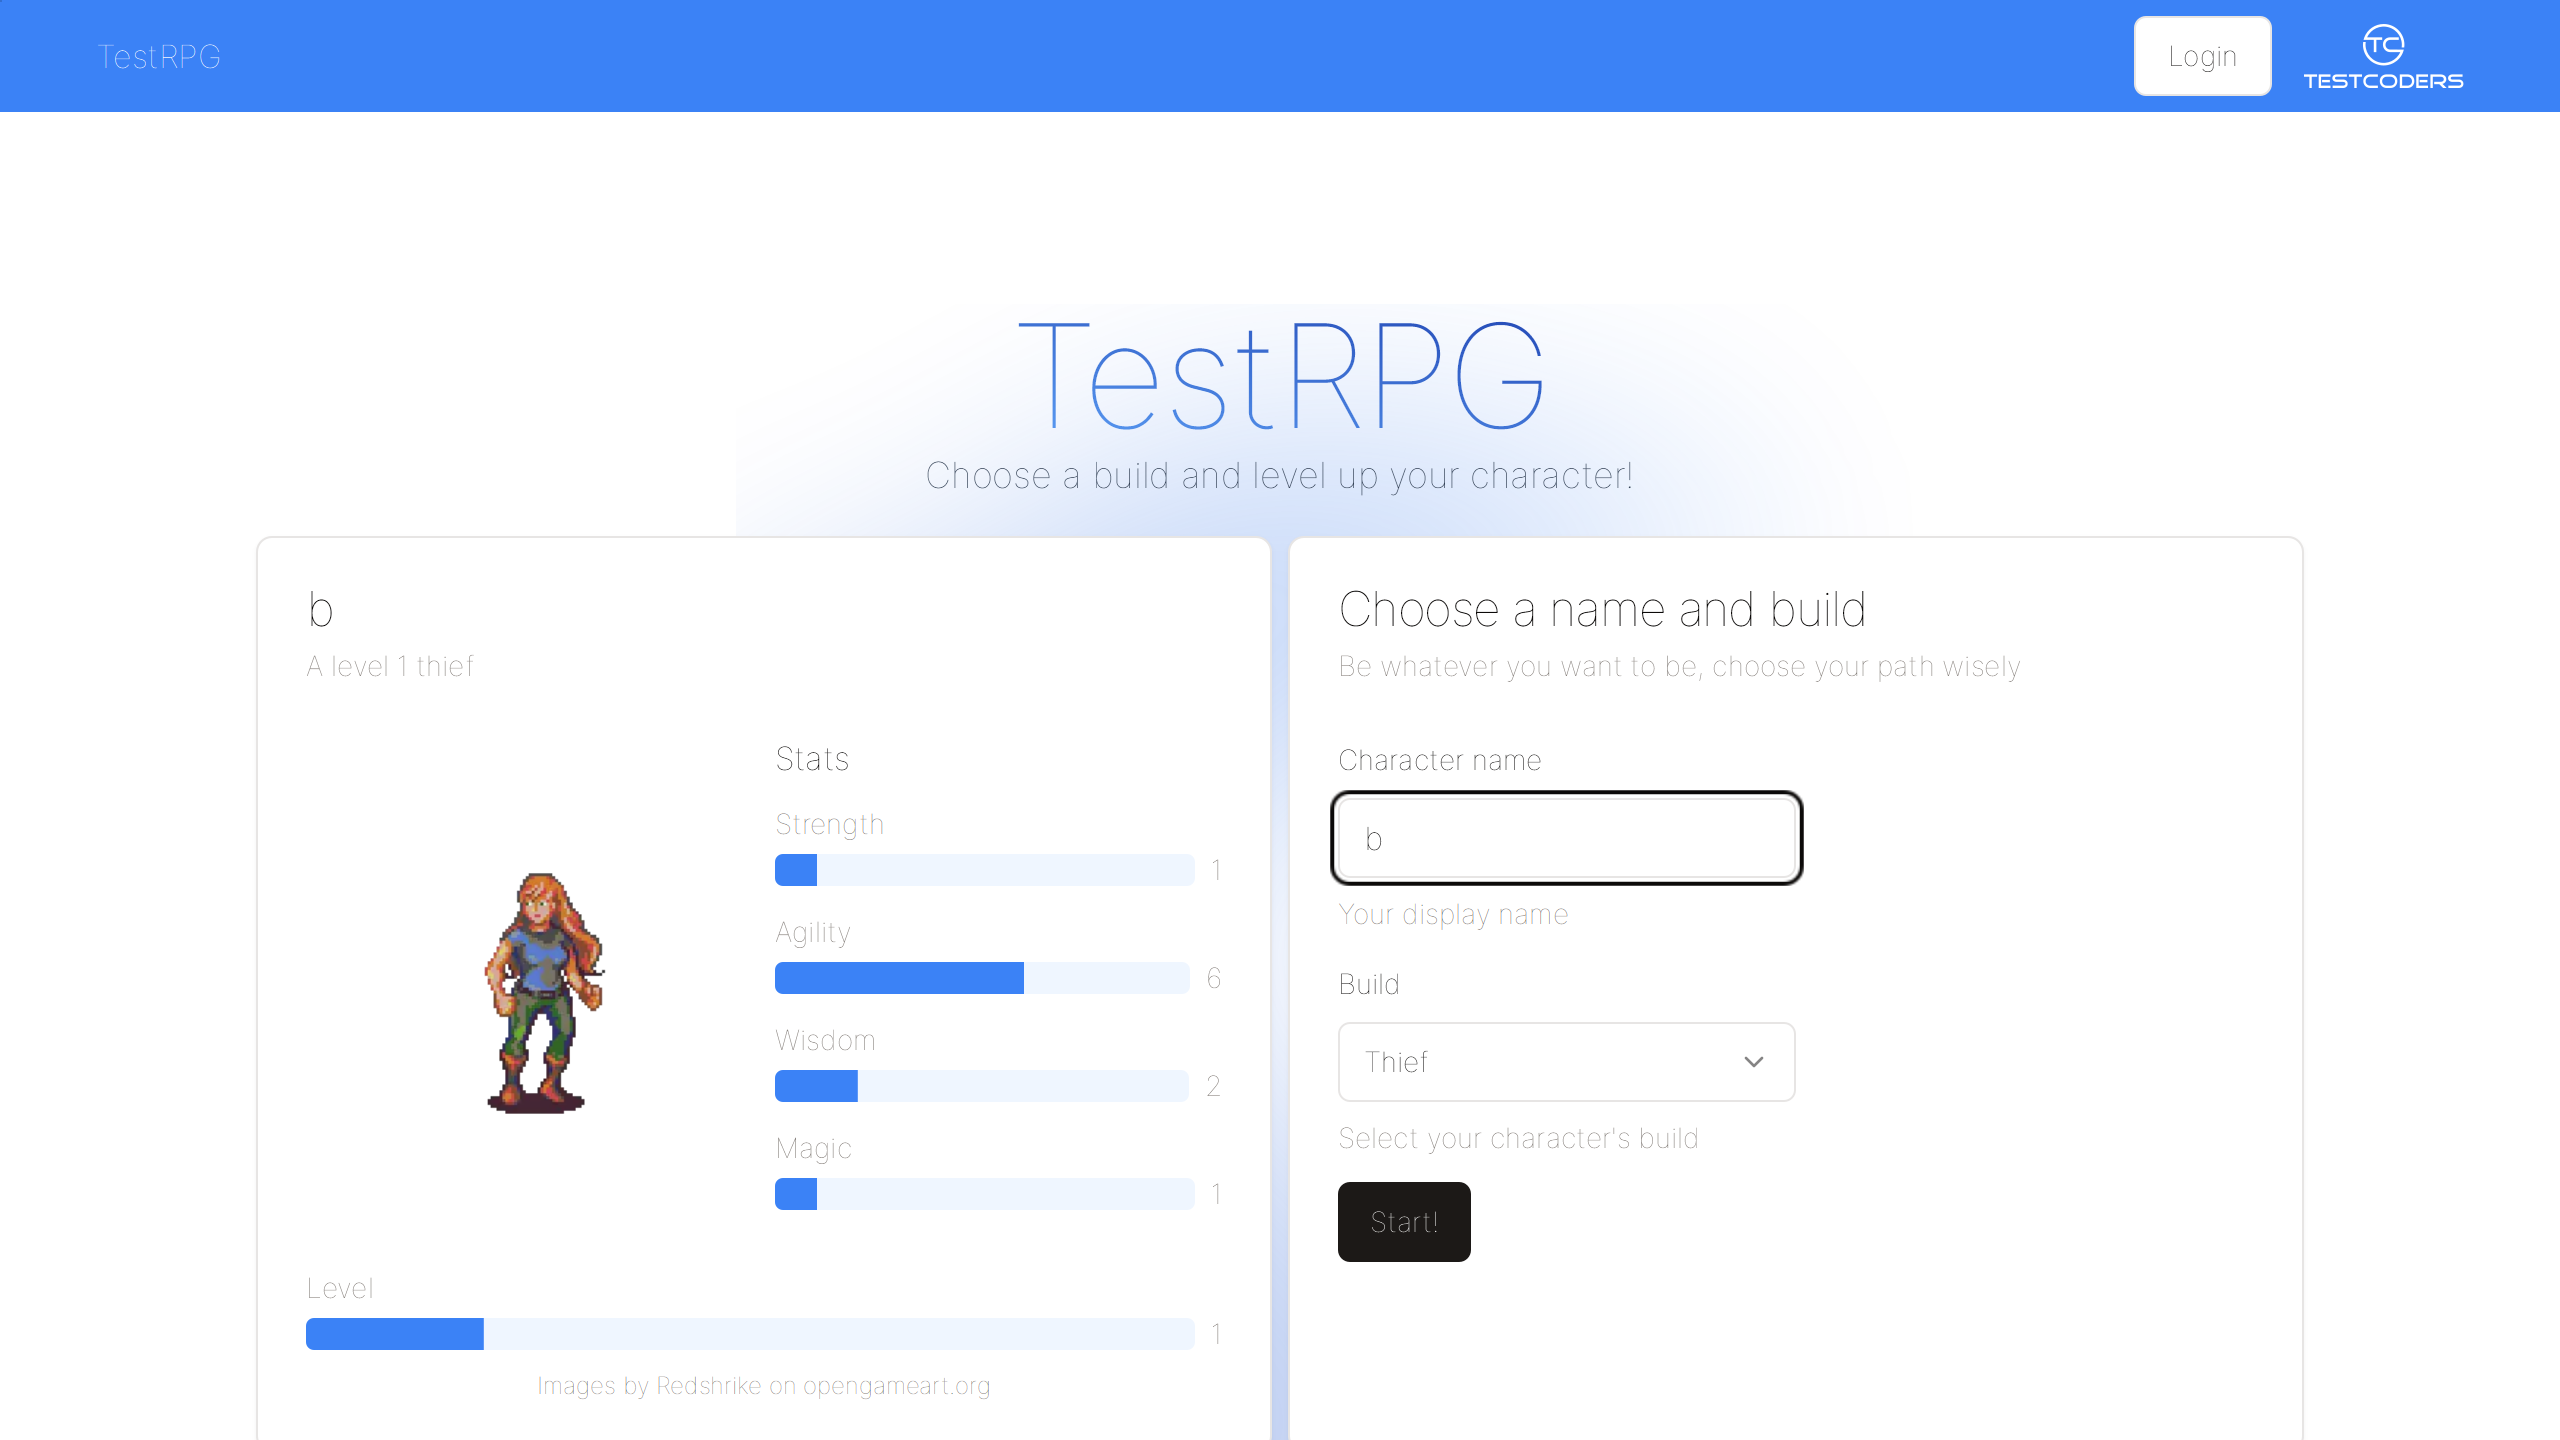 TestRPG
Login
TC
TESTCODERS
TestRPG
Choose a build and level up your character!
b
A level 1 thief
Stats
Strength
1
Agility
6
Wisdom
2
Magic
1
Level
1
Images by Redshrike on opengameart.org
Choose a name and build
Be whatever you want to be, choose your path wisely
Character name
b
Your display name
Build
Thief
Select your character's build
Start!